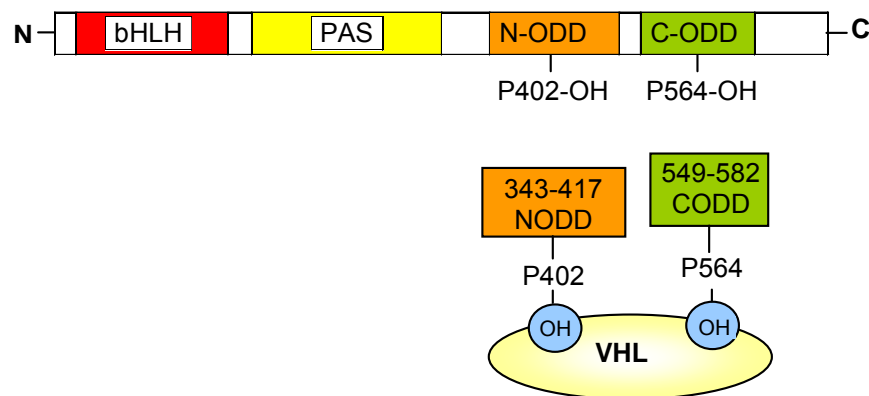 N bHLH PAS N-ODD C-ODD C
P402-OH P564-OH
343-417
NODD
549-582
CODD
P402 P564
OH OH
VHL